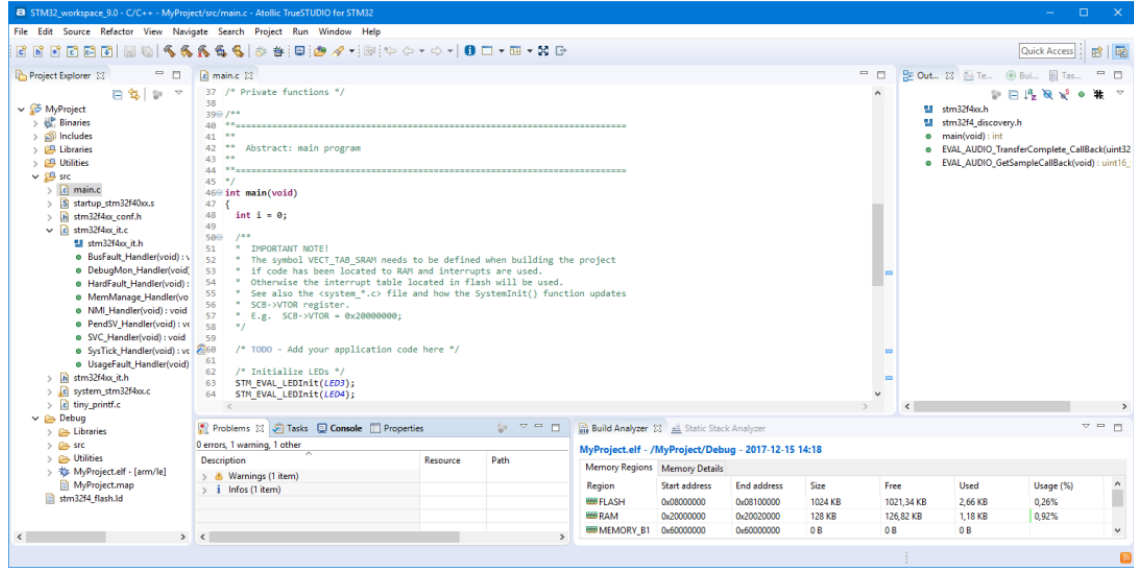 STM32_workspace_9.0 - C/C++ - MyProject/src/main.c - Atollic TrueSTUDIO for STM32
File Edit Source Refactor View Navigate Search Project Run Window Help
Quick Access
Project Explorer
MyProject
Binaries
Includes
Libraries
Utilities
src
main.c
startup_stm32f40xx.s
stm32f4xx_conf.h
stm32f4xx_it.c
stm32f4xx_it.h
BusFault_Handler(void) : v
DebugMon_Handler(void)
HardFault_Handler(void) :
MemManage_Handler(vo
NMI_Handler(void) : void
PendSV_Handler(void) : vo
SVC_Handler(void) : void
SysTick_Handler(void) : vo
UsageFault_Handler(void)
stm32f4xx_it.h
system_stm32f4xx.c
tiny_printf.c
Debug
Libraries
src
Utilities
MyProject.elf - [arm/le]
MyProject.map
stm32f4_flash.ld
main.c
37 /* Private functions */
38
39 /**
40 **===========================================================================
41 **
42 ** Abstract: main program
43 **
44 **===========================================================================
45 */
46 int main(void)
47 {
48 int i = 0;
49
50 /**
51 * IMPORTANT NOTE!
52 * The symbol VECT_TAB_SRAM needs to be defined when building the project
53 * if code has been located to RAM and interrupts are used.
54 * Otherwise the interrupt table located in flash will be used.
55 * See also the <system_*.c> file and how the SystemInit() function updates
56 * SCB->VTOR register.
57 * E.g. SCB->VTOR = 0x20000000;
58 */
59
60 /* TODO - Add your application code here */
61
62 /* Initialize LEDs */
63 STM_EVAL_LEDInit(LED3);
64 STM_EVAL_LEDInit(LED4);
Out... Te... Bui... Tas...
stm32f4xx.h
stm32f4_discovery.h
main(void) : int
EVAL_AUDIO_TransferComplete_CallBack(uint32
EVAL_AUDIO_GetSampleCallBack(void) : uint16_
Problems Tasks Console Properties
0 errors, 1 warning, 1 other
Description Resource Path
Warnings (1 item)
Infos (1 item)
Build Analyzer Static Stack Analyzer
MyProject.elf - /MyProject/Debug - 2017-12-15 14:18
Memory Regions Memory Details
Region Start address End address Size Free Used Usage (%)
FLASH 0x08000000 0x08100000 1024 KB 1021,34 KB 2,66 KB 0,26%
RAM 0x20000000 0x20020000 128 KB 126,82 KB 1,18 KB 0,92%
MEMORY_B1 0x60000000 0x60000000 0 B 0 B 0 B